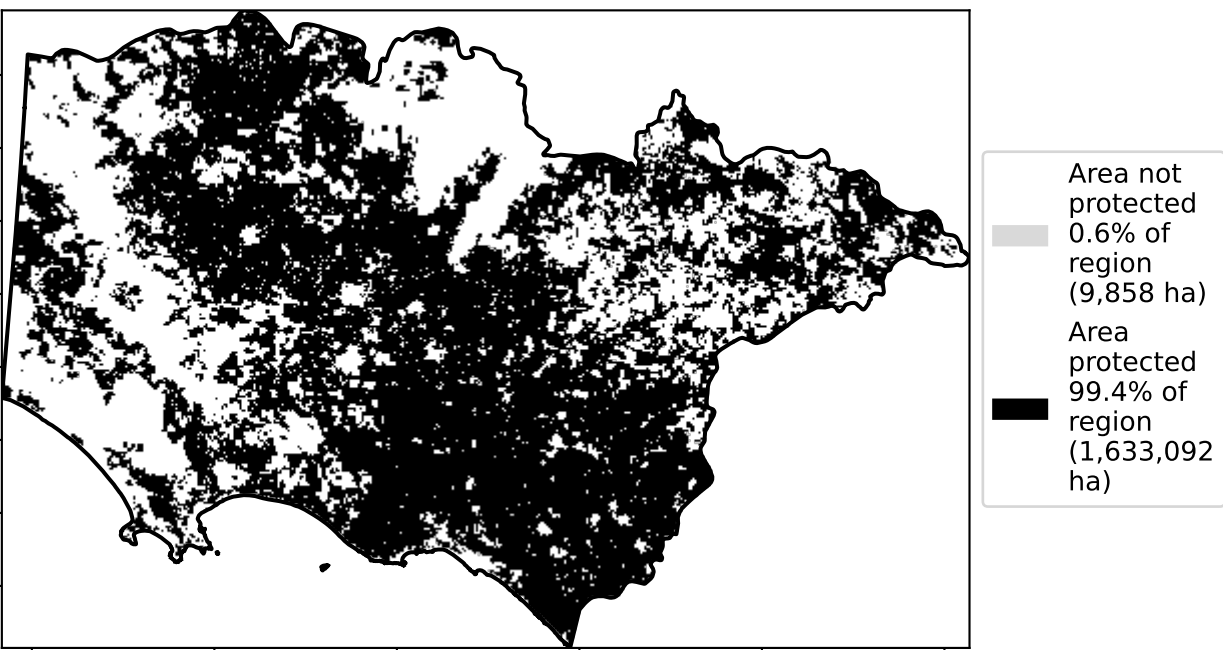 Area not
protected
0.6% of
region
(9,858 ha)
Area
protected
99.4% of
region
(1,633,092
ha)